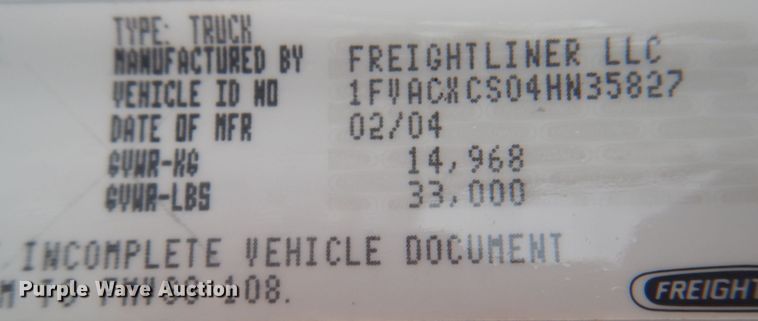 TYPE: TRUCK
MANUFACTURED BY FREIGHTLINER LLC
VEHICLE ID NO 1FVACXCS04HN35827
DATE OF MFR 02/04
GVWR-KG 14,968
GVWR-LBS 33,000
INCOMPLETE VEHICLE DOCUMENT
108.
Purple Wave Auction
FREIGHT